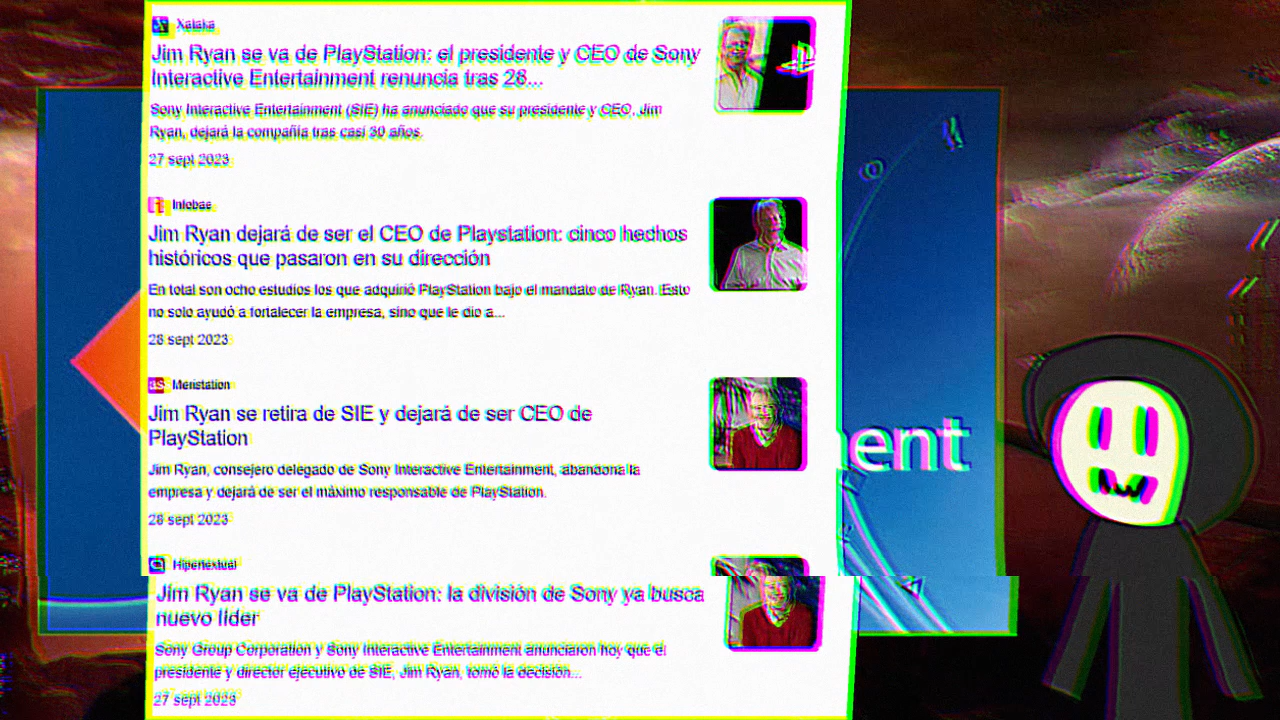 Xataka
Jim Ryan se va de PlayStation: el presidente y CEO de Sony
Interactive Entertainment renuncia tras 28...
Sony Interactive Entertainment (SIE) ha anunciado que su presidente y CEO, Jim
Ryan, dejará la compañía tras casi 30 años.
27 sept 2023
Infobae
Jim Ryan dejará de ser el CEO de Playstation: cinco hechos
históricos que pasaron en su dirección
En total son ocho estudios los que adquirió PlayStation bajo el mandato de Ryan. Esto
no solo ayudó a fortalecer la empresa, sino que le dio a...
28 sept 2023
as Meristation
Jim Ryan se retira de SIE y dejará de ser CEO de
PlayStation
Jim Ryan, consejero delegado de Sony Interactive Entertainment, abandona la
empresa y dejará de ser el máximo responsable de PlayStation.
28 sept 2023
ment
Hipertextual
Jim Ryan se va de PlayStation: la división de Sony ya busca
nuevo líder
Sony Group Corporation y Sony Interactive Entertainment anunciaron hoy que el
presidente y director ejecutivo de SIE, Jim Ryan, tomó la decisión...
27 sept 2023